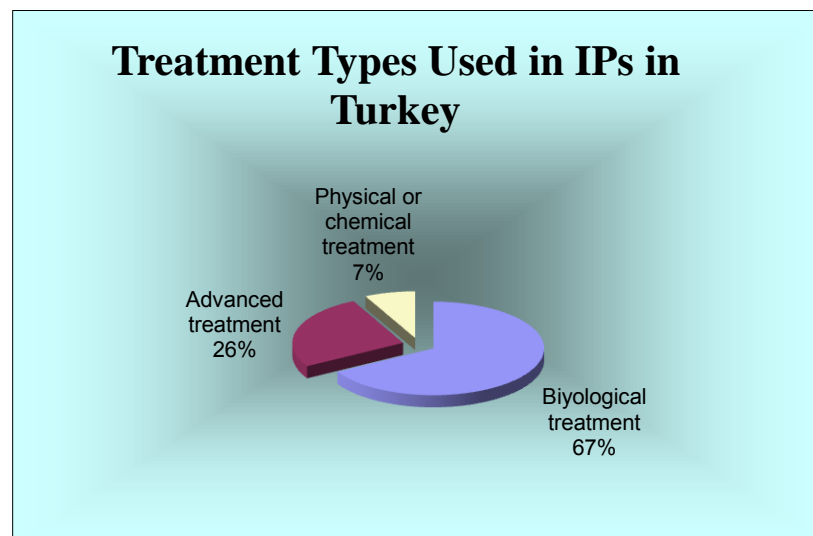 Treatment Types Used in IPs in
Turkey
Physical or
chemical
treatment
7%
Advanced
treatment
26%
Biyological
treatment
67%